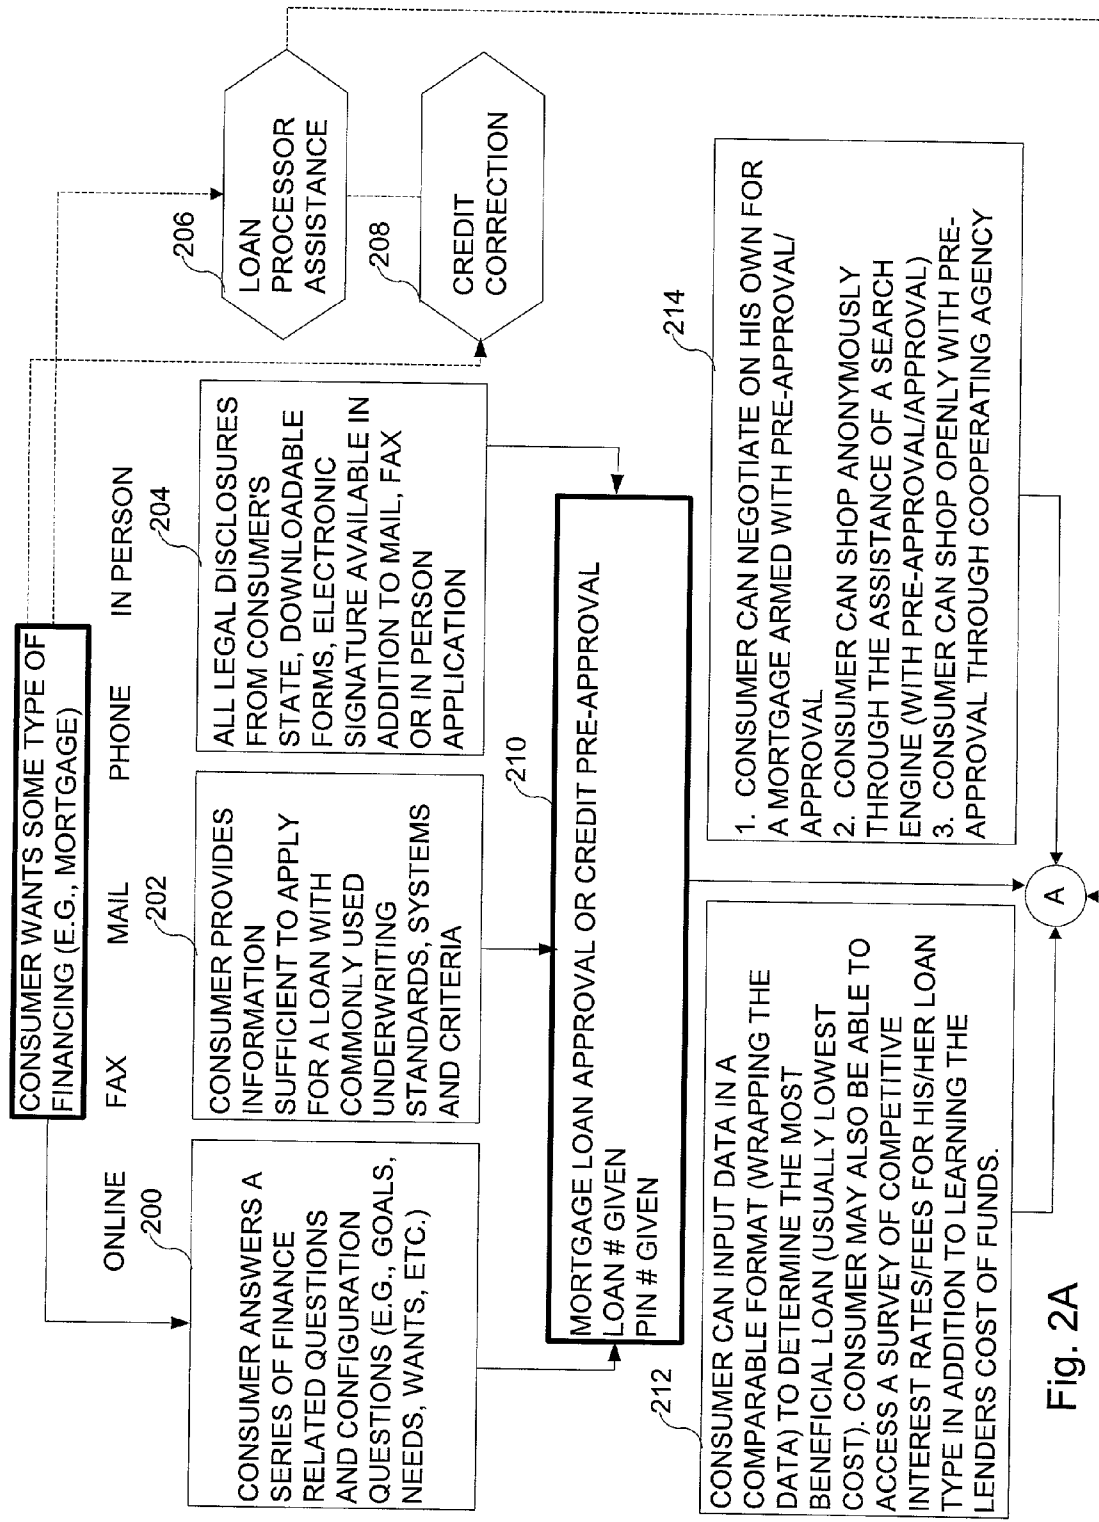 CONSUMER WANTS SOME TYPE OF
FINANCING (E.G., MORTGAGE)
ONLINE FAX MAIL PHONE IN PERSON
200
CONSUMER ANSWERS A
SERIES OF FINANCE
RELATED QUESTIONS
AND CONFIGURATION
QUESTIONS (E.G., GOALS,
NEEDS, WANTS, ETC.)
202
CONSUMER PROVIDES
INFORMATION
SUFFICIENT TO APPLY
FOR A LOAN WITH
COMMONLY USED
UNDERWRITING
STANDARDS, SYSTEMS
AND CRITERIA
204
ALL LEGAL DISCLOSURES
FROM CONSUMER'S
STATE, DOWNLOADABLE
FORMS, ELECTRONIC
SIGNATURE AVAILABLE IN
ADDITION TO MAIL, FAX
OR IN PERSON
APPLICATION
206
LOAN
PROCESSOR
ASSISTANCE
208
CREDIT
CORRECTION
210
MORTGAGE LOAN APPROVAL OR CREDIT PRE-APPROVAL
LOAN # GIVEN
PIN # GIVEN
212
CONSUMER CAN INPUT DATA IN A
COMPARABLE FORMAT (WRAPPING THE
DATA) TO DETERMINE THE MOST
BENEFICIAL LOAN (USUALLY LOWEST
COST). CONSUMER MAY ALSO BE ABLE TO
ACCESS A SURVEY OF COMPETITIVE
INTEREST RATES/FEES FOR HIS/HER LOAN
TYPE IN ADDITION TO LEARNING THE
LENDERS COST OF FUNDS.
214
1. CONSUMER CAN NEGOTIATE ON HIS OWN FOR
A MORTGAGE ARMED WITH PRE-APPROVAL/
APPROVAL
2. CONSUMER CAN SHOP ANONYMOUSLY
THROUGH THE ASSISTANCE OF A SEARCH
ENGINE (WITH PRE-APPROVAL/APPROVAL)
3. CONSUMER CAN SHOP OPENLY WITH PRE-
APPROVAL THROUGH COOPERATING AGENCY
A
Fig. 2A